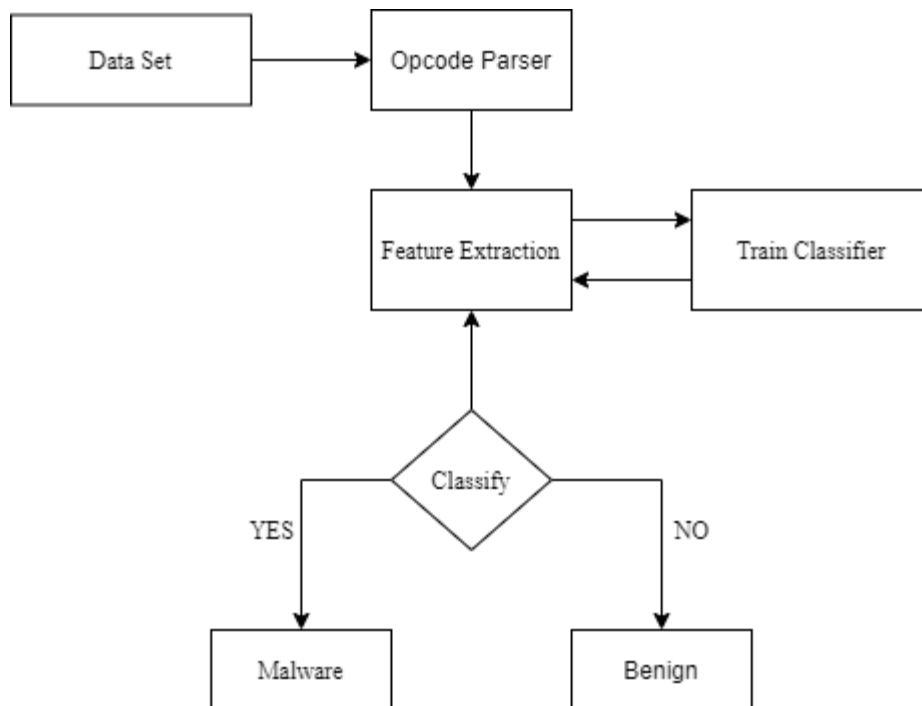 Data Set
Opcode Parser
Feature Extraction
Train Classifier
Classify
YES
NO
Malware
Benign